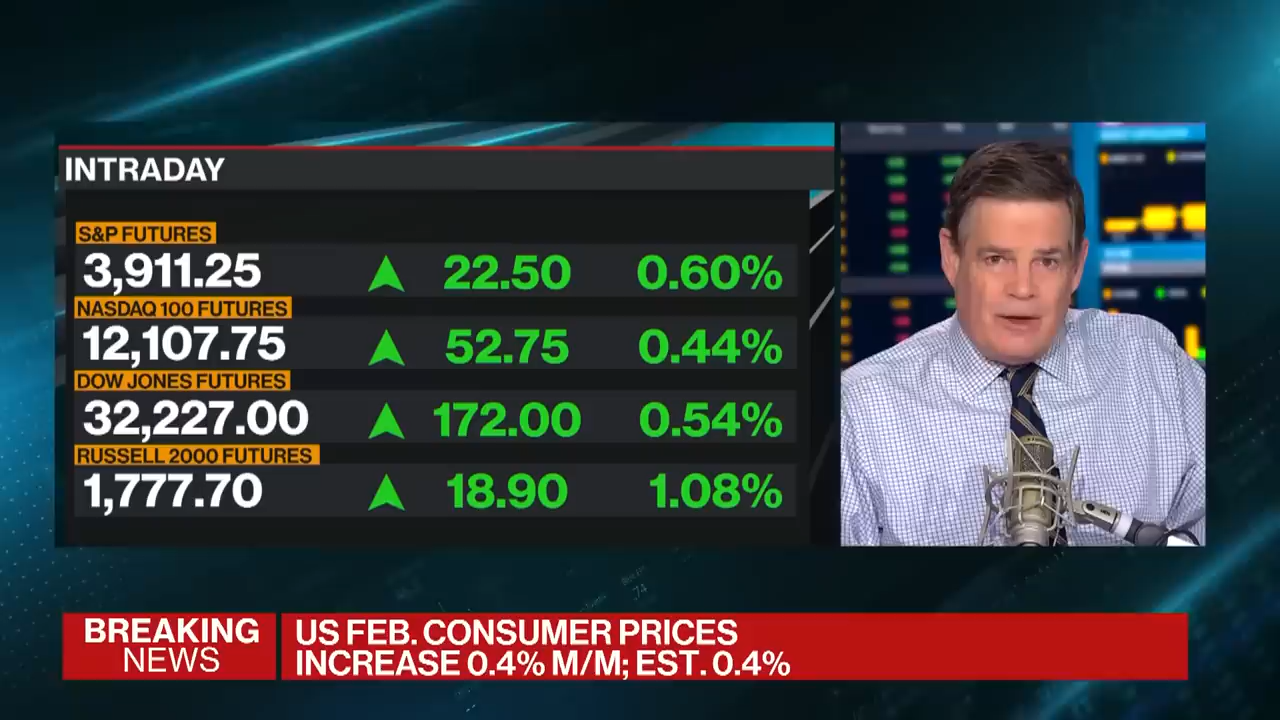 INTRADAY
S&P FUTURES
3,911.25 ▲ 22.50 0.60%
NASDAQ 100 FUTURES
12,107.75 ▲ 52.75 0.44%
DOW JONES FUTURES
32,227.00 ▲ 172.00 0.54%
RUSSELL 2000 FUTURES
1,777.70 ▲ 18.90 1.08%
BREAKING
NEWS
US FEB. CONSUMER PRICES
INCREASE 0.4% M/M; EST. 0.4%